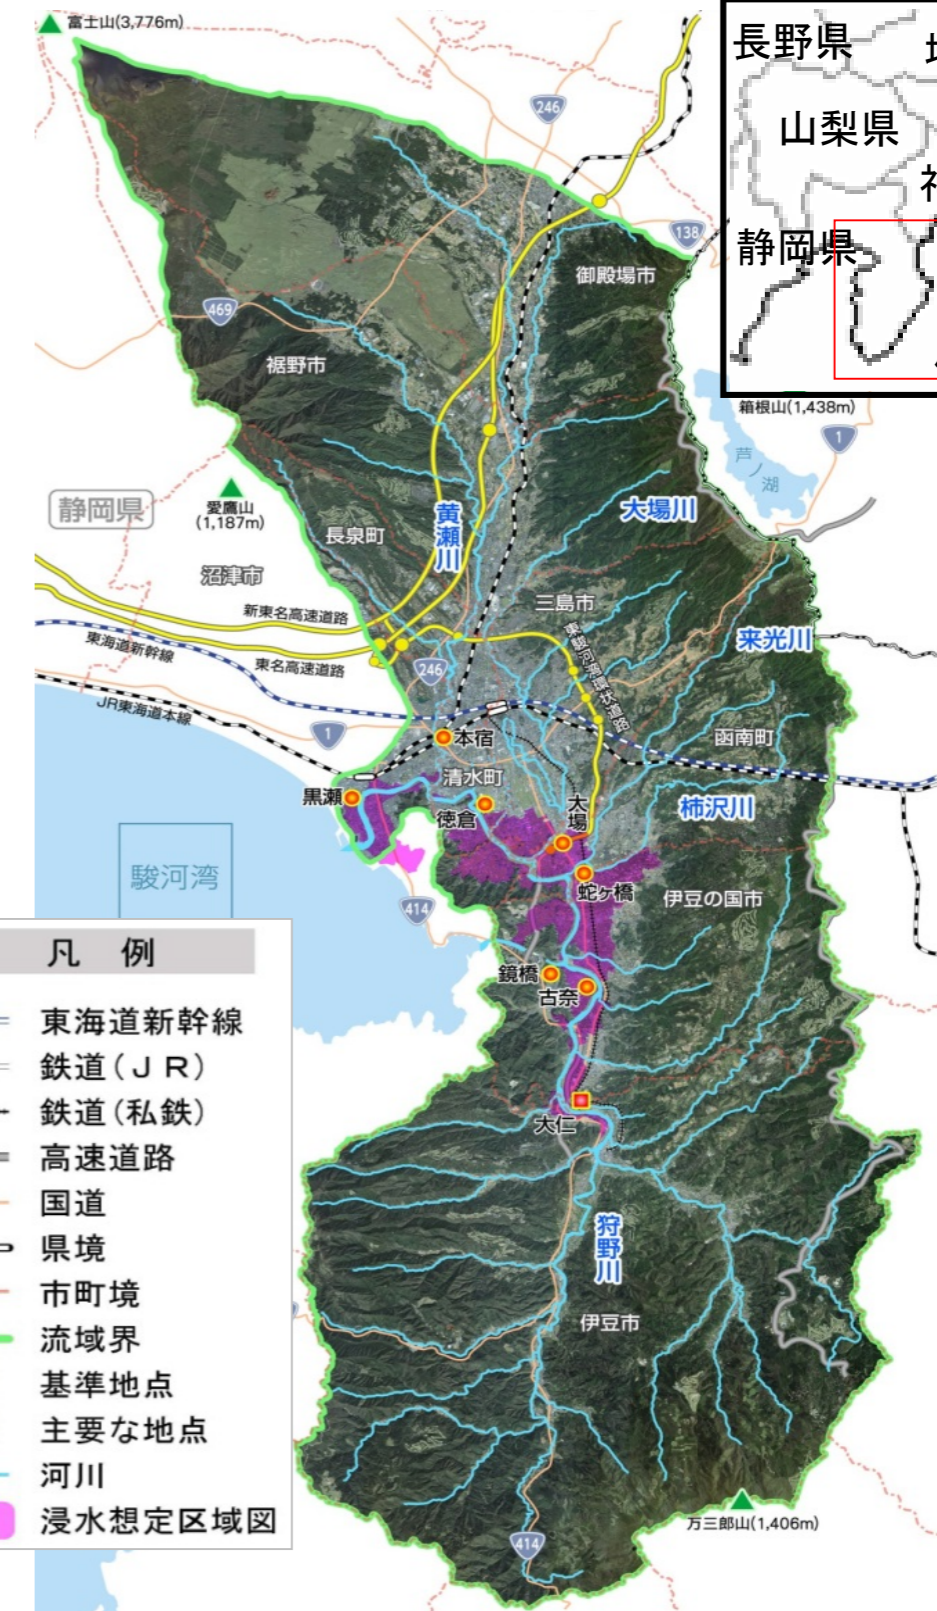 富士山(3,776m)
長野県
山梨県
静岡県
246
138
御殿場市
469
裾野市
箱根山(1,438m)
1
芦ノ湖
静岡県
愛鷹山
(1,187m)
長泉町
黄瀬川
大場川
沼津市
三島市
新東名高速道路
東海道新幹線
東名高速道路
246
東駿河湾環状道路
来光川
JR東海道本線
1
本宿
函南町
清水町
黒瀬
徳倉
大場
柿沢川
駿河湾
蛇ヶ橋
伊豆の国市
414
鏡橋
古奈
大仁
狩野川
伊豆市
万三郎山(1,406m)
414
凡 例
東海道新幹線
鉄道(JR)
鉄道(私鉄)
高速道路
国道
県境
市町境
流域界
基準地点
主要な地点
河川
浸水想定区域図